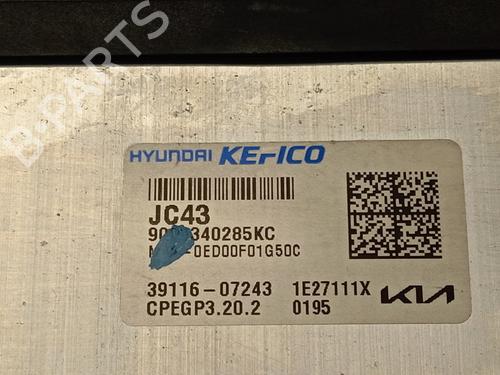 B-PARTS
HYUNDAI KEFICO
JC43
340285KC
0ED00F01G50C
39116-07243 1E27111X KIA
CPEGP3.20.2 0195